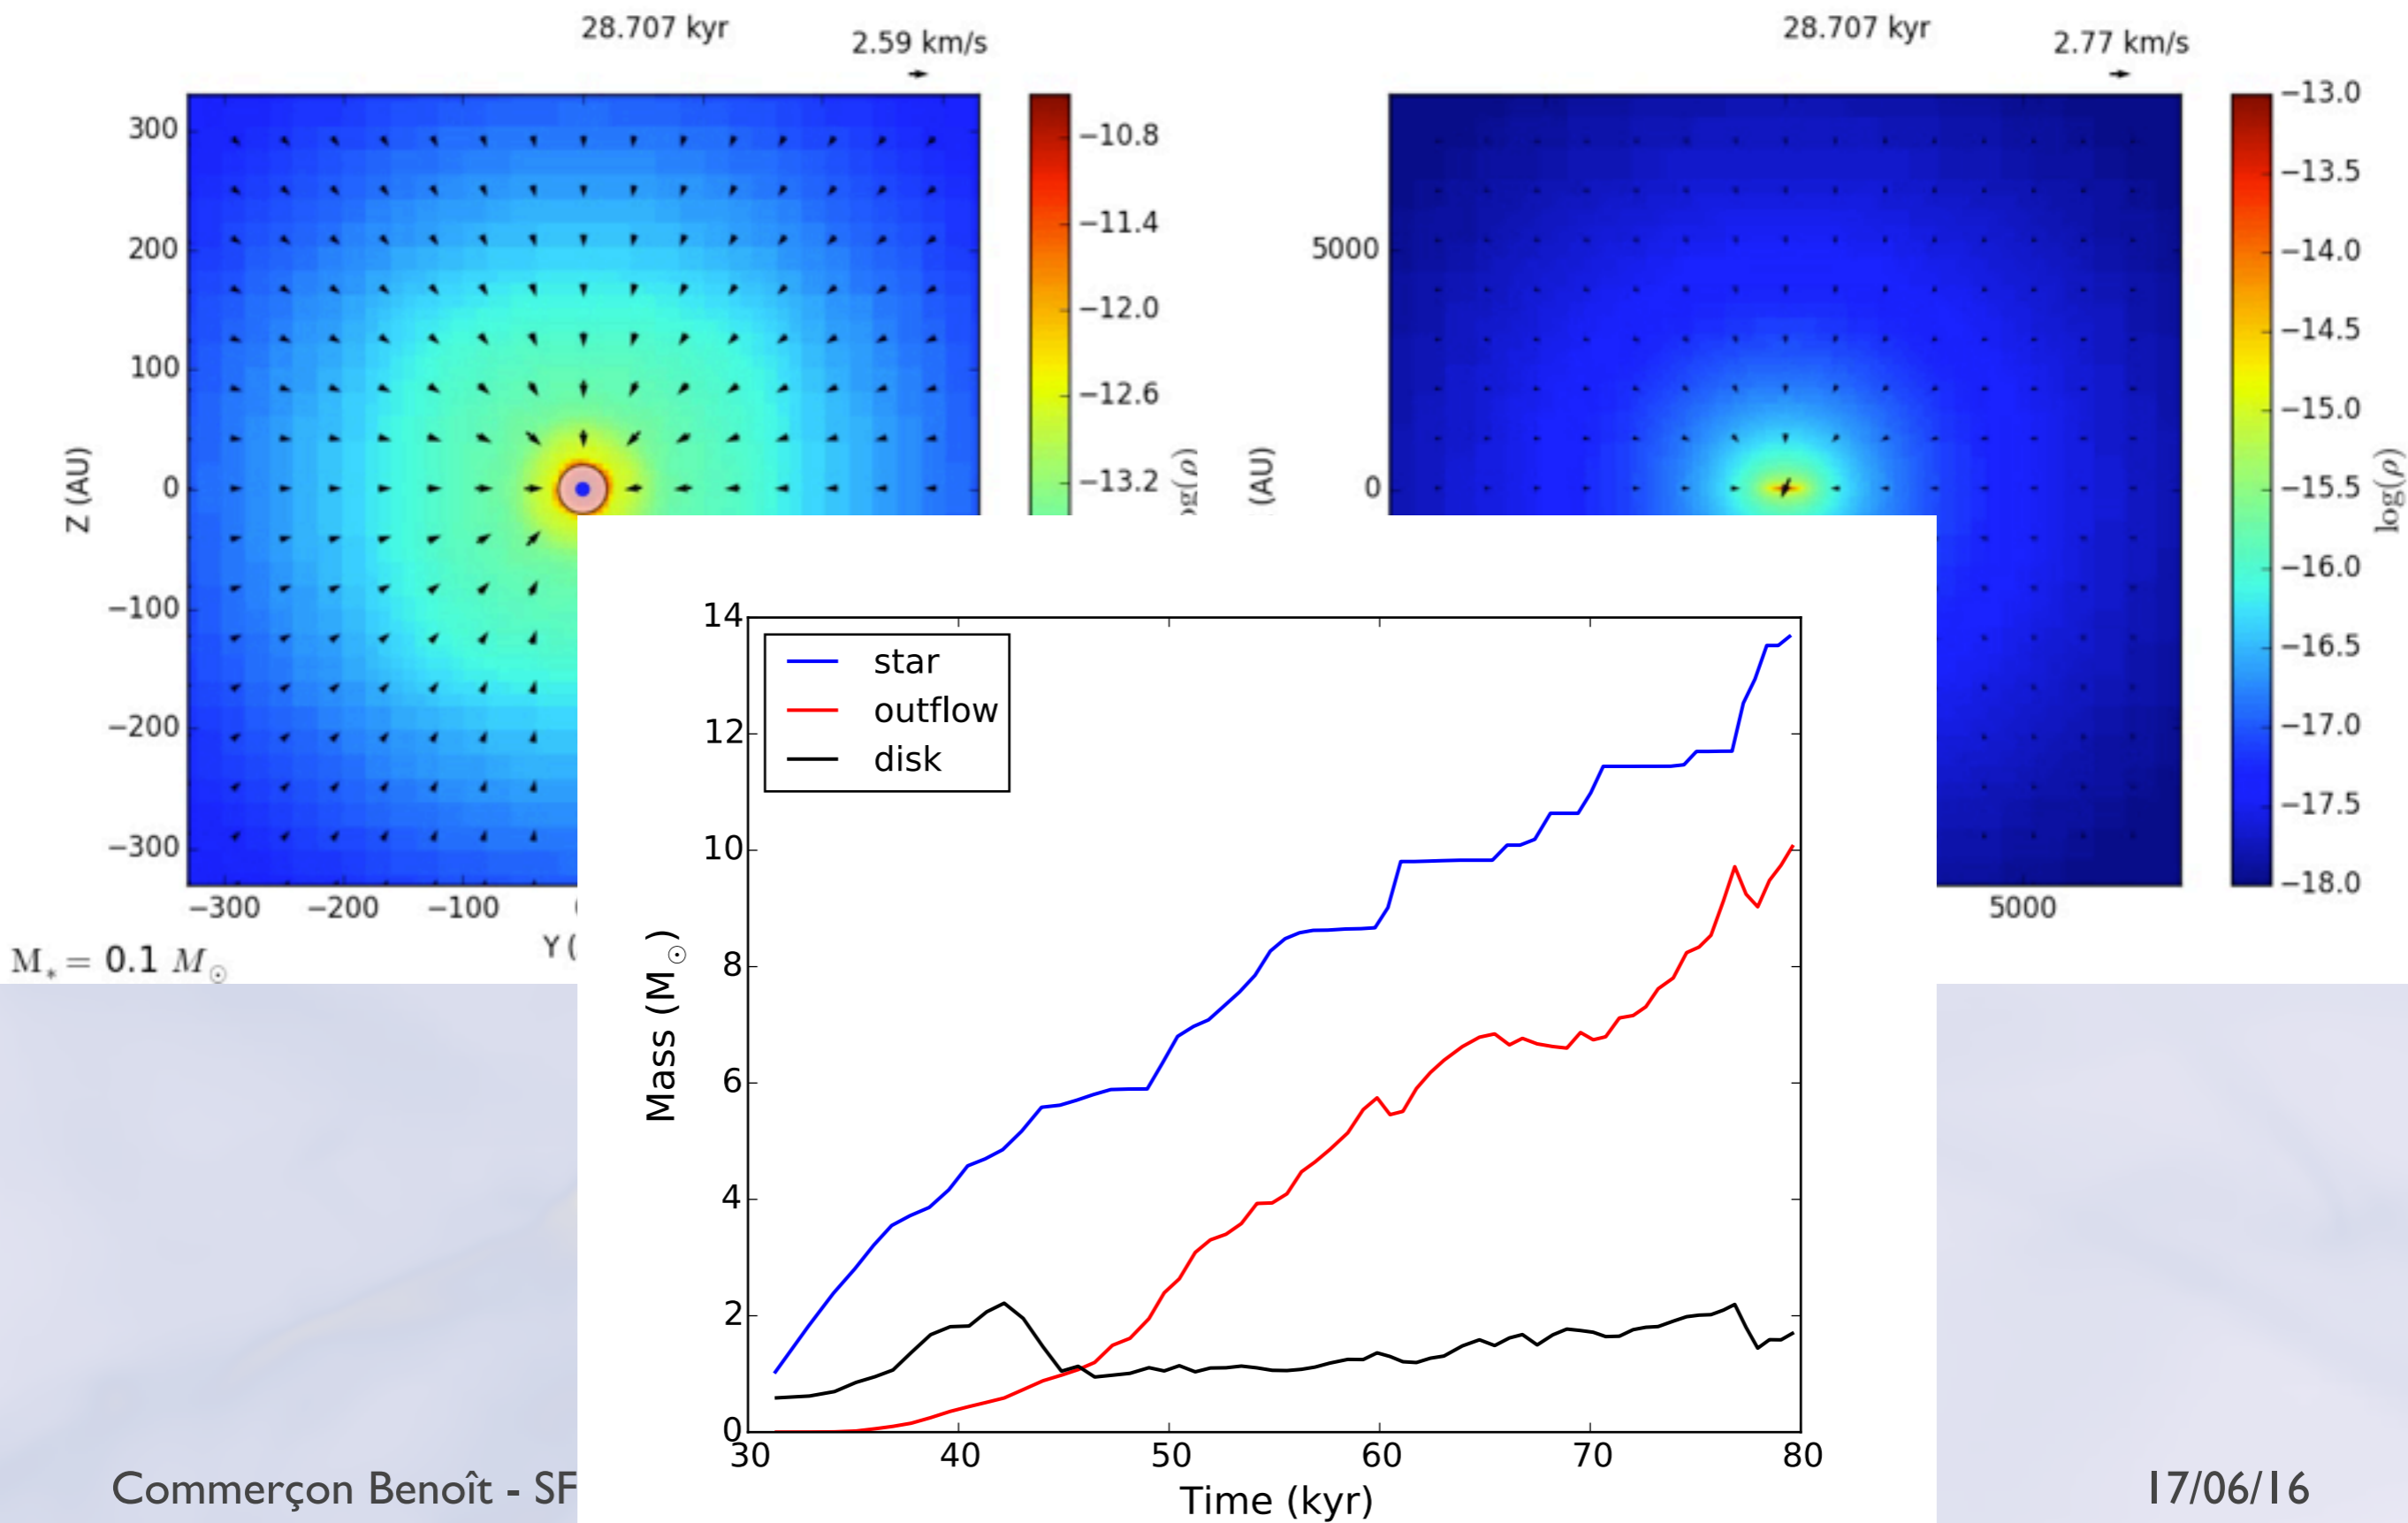 28.707 kyr
2.59 km/s
300
200
100
0
−100
−200
−300
Z (AU)
−300 −200 −100
Y (
−10.8
−11.4
−12.0
−12.6
−13.2
M* = 0.1 M☉
28.707 kyr
2.77 km/s
5000
0
(AU)
5000
−13.0
−13.5
−14.0
−14.5
−15.0
−15.5
−16.0
−16.5
−17.0
−17.5
−18.0
log(ρ)
star
outflow
disk
14
12
10
8
6
4
2
0
Mass (M☉)
30 40 50 60 70 80
Time (kyr)
Commerçon Benoît - SF
17/06/16